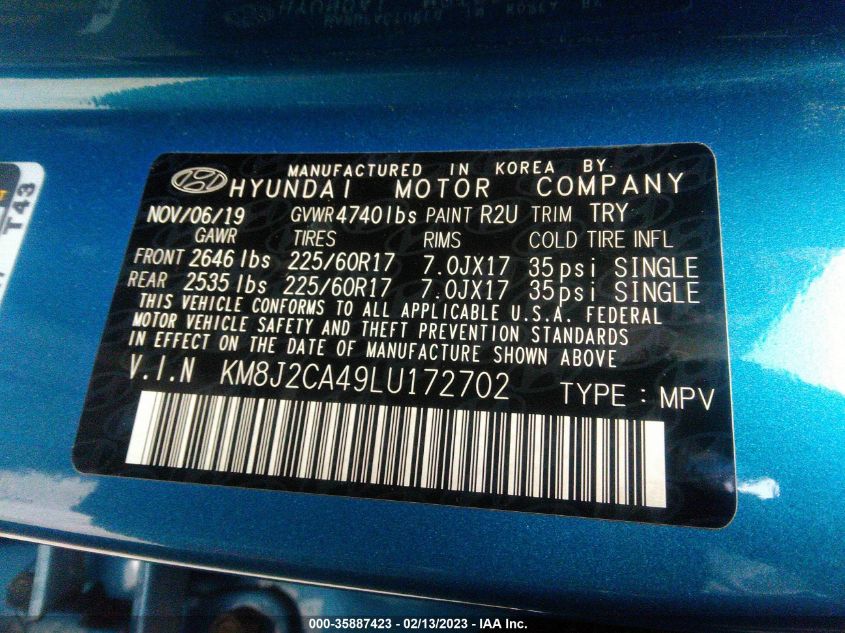 MANUFACTURED IN KOREA BY
HYUNDAI MOTOR COMPANY
NOV/06/19 GVWR 4740 lbs PAINT R2U TRIM TRY
GAWR TIRES RIMS COLD TIRE INFL
FRONT 2646 lbs 225/60R17 7.0JX17 35psi SINGLE
REAR 2535 lbs 225/60R17 7.0JX17 35psi SINGLE
THIS VEHICLE CONFORMS TO ALL APPLICABLE U.S.A. FEDERAL
MOTOR VEHICLE SAFETY AND THEFT PREVENTION STANDARDS
IN EFFECT ON THE DATE OF MANUFACTURE SHOWN ABOVE
V.I.N KM8J2CA49LU172702 TYPE : MPV
T43
000-35887423 - 02/13/2023 - IAA Inc.